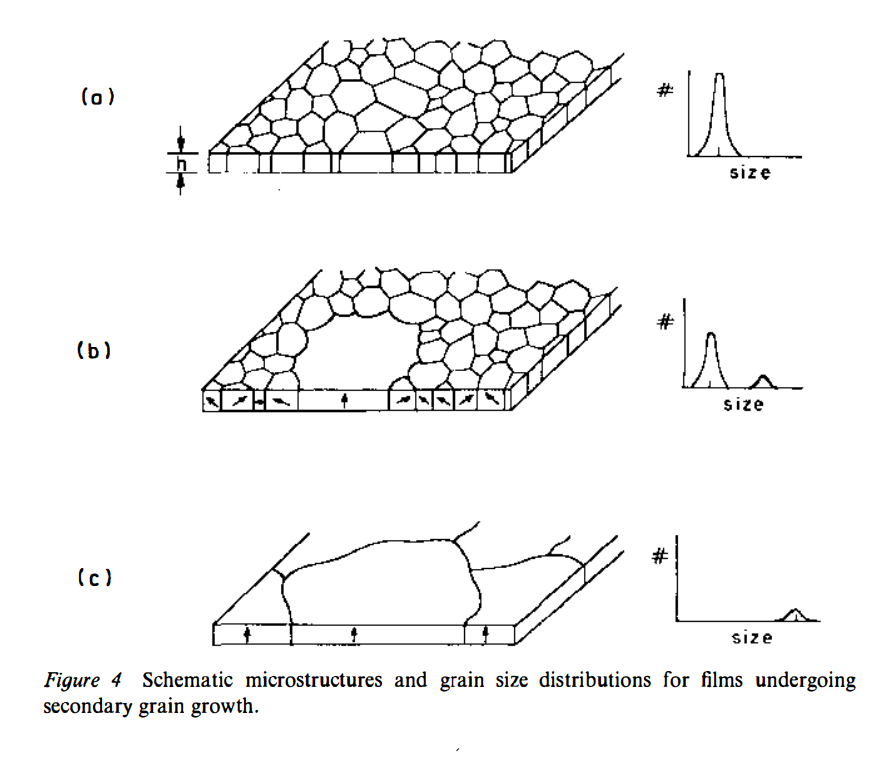 (a)
#
h
size
(b)
#
size
(c)
#
size
Figure 4 Schematic microstructures and grain size distributions for films undergoing
secondary grain growth.